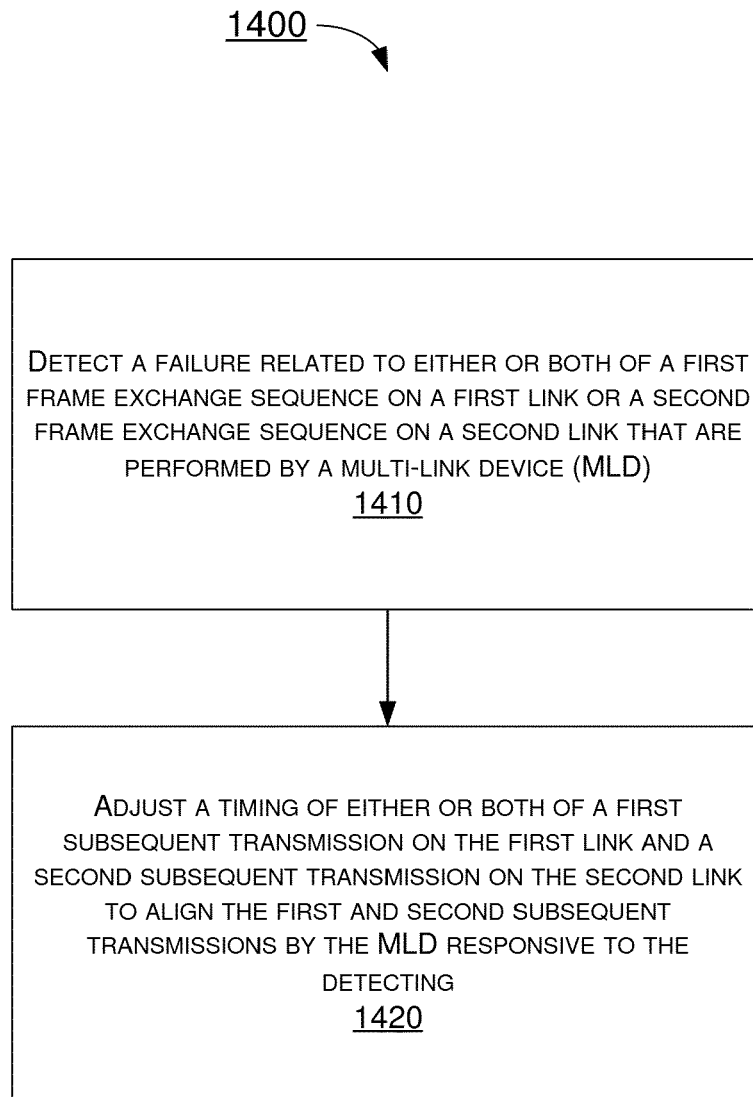 1400
DETECT A FAILURE RELATED TO EITHER OR BOTH OF A FIRST
FRAME EXCHANGE SEQUENCE ON A FIRST LINK OR A SECOND
FRAME EXCHANGE SEQUENCE ON A SECOND LINK THAT ARE
PERFORMED BY A MULTI-LINK DEVICE (MLD)
1410
ADJUST A TIMING OF EITHER OR BOTH OF A FIRST
SUBSEQUENT TRANSMISSION ON THE FIRST LINK AND A
SECOND SUBSEQUENT TRANSMISSION ON THE SECOND LINK
TO ALIGN THE FIRST AND SECOND SUBSEQUENT
TRANSMISSIONS BY THE MLD RESPONSIVE TO THE
DETECTING
1420